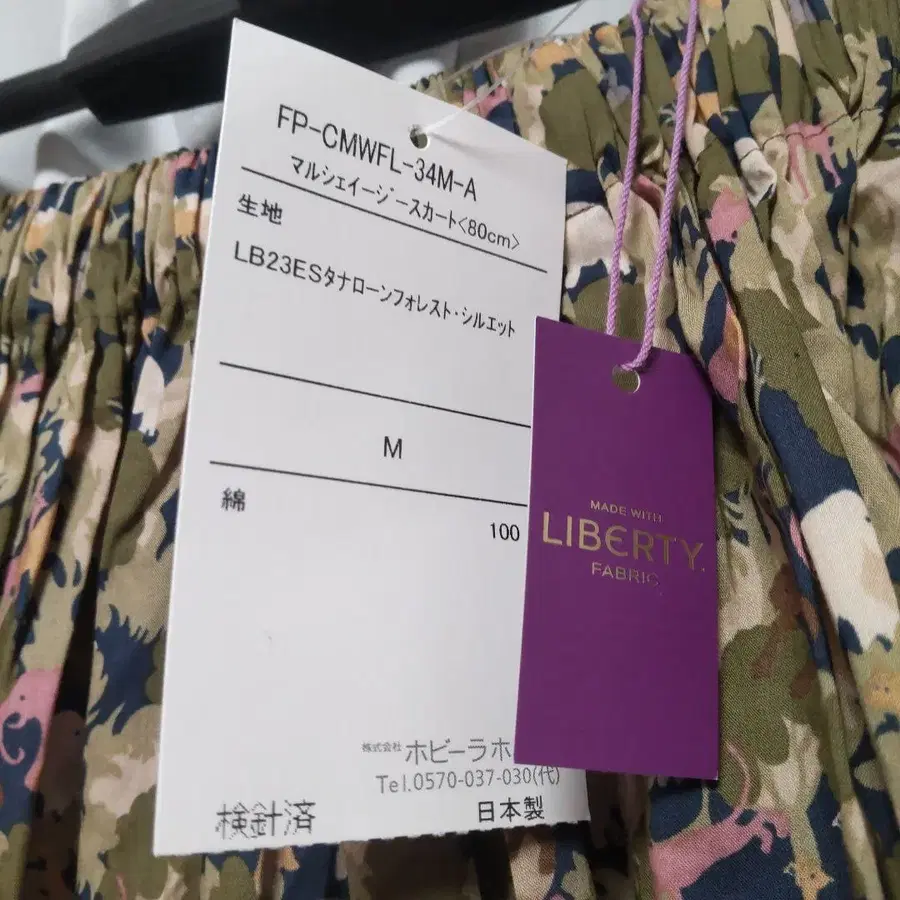 FP-CMWFL-34M-A
マルシェイージースカート<80cm>
生地
LB23ESタナローンフォレスト・シルエット
M
綿
100
株式会社 ホビーラホ
Tel.0570-037-030(代)
検針済
日本製
MADE WITH
LIBERTY.
FABRIC